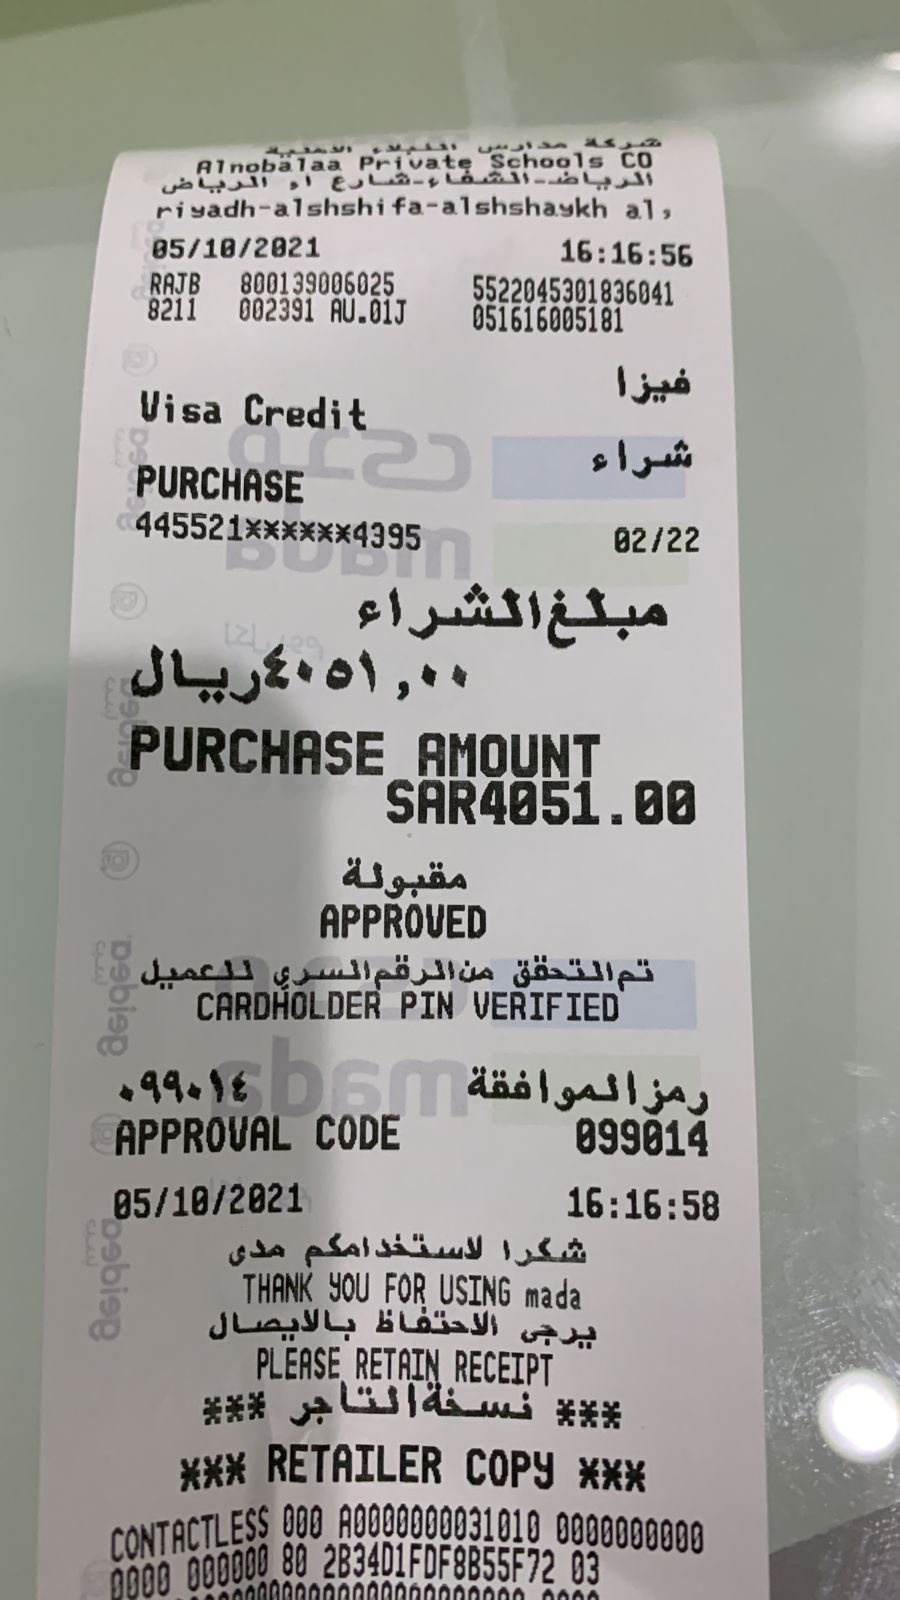 شركة مدارس النبلاء الاهلية
Alnobalaa Private Schools CO
الرياض-الشفاء-شارع ام الرياض
riyadh-alshshifa-alshshaykh al,
05/10/2021 16:16:56
RAJB 800139006025 5522045301836041
8211 002391 AU.01J 051616005181
فيزا
Visa Credit
شراء
PURCHASE
445521******4395 02/22
مبلغ الشراء
٤٠٥١,٠٠ ريال
PURCHASE AMOUNT
SAR4051.00
مقبولة
APPROVED
تم التحقق من الرقم السري للعميل
CARDHOLDER PIN VERIFIED
رمز الموافقة ٠٩٩٠١٤
APPROVAL CODE 099014
05/10/2021 16:16:58
شكرا لاستخدامكم مدى
THANK YOU FOR USING mada
يرجى الاحتفاظ بالايصال
PLEASE RETAIN RECEIPT
*** نسخة التاجر ***
*** RETAILER COPY ***
CONTACTLESS 000 A0000000031010 0000000000
0000 000000 80 2B34D1FDF8B55F72 03